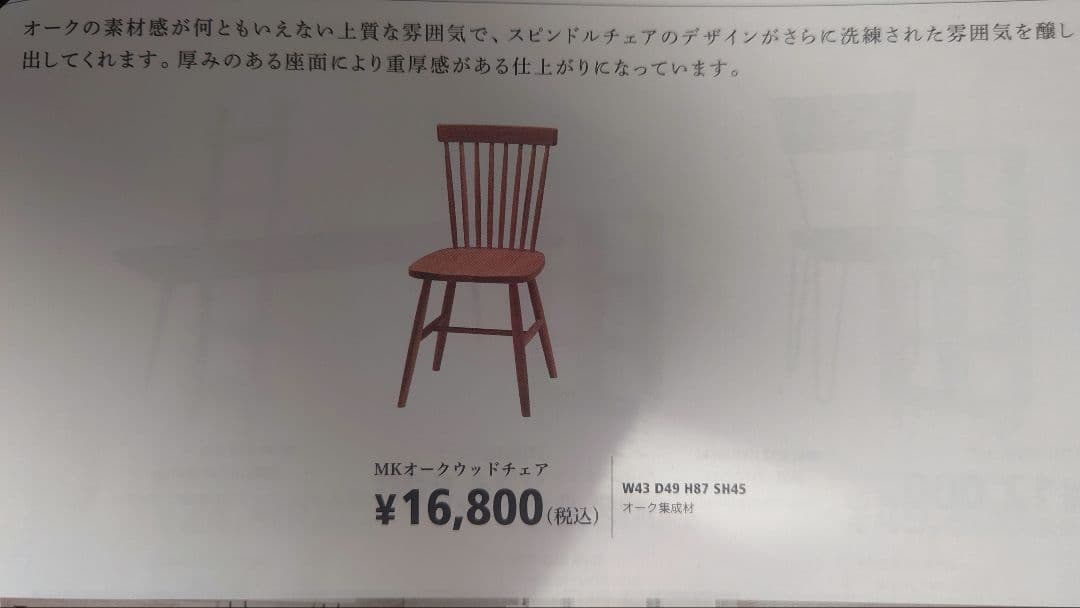 オークの素材感が何ともいえない上質な雰囲気で、スピンドルチェアのデザインがさらに洗練された雰囲気を醸し
出してくれます。厚みのある座面により重厚感がある仕上がりになっています。
MKオークウッドチェア
¥16,800(税込)
W43 D49 H87 SH45
オーク集成材